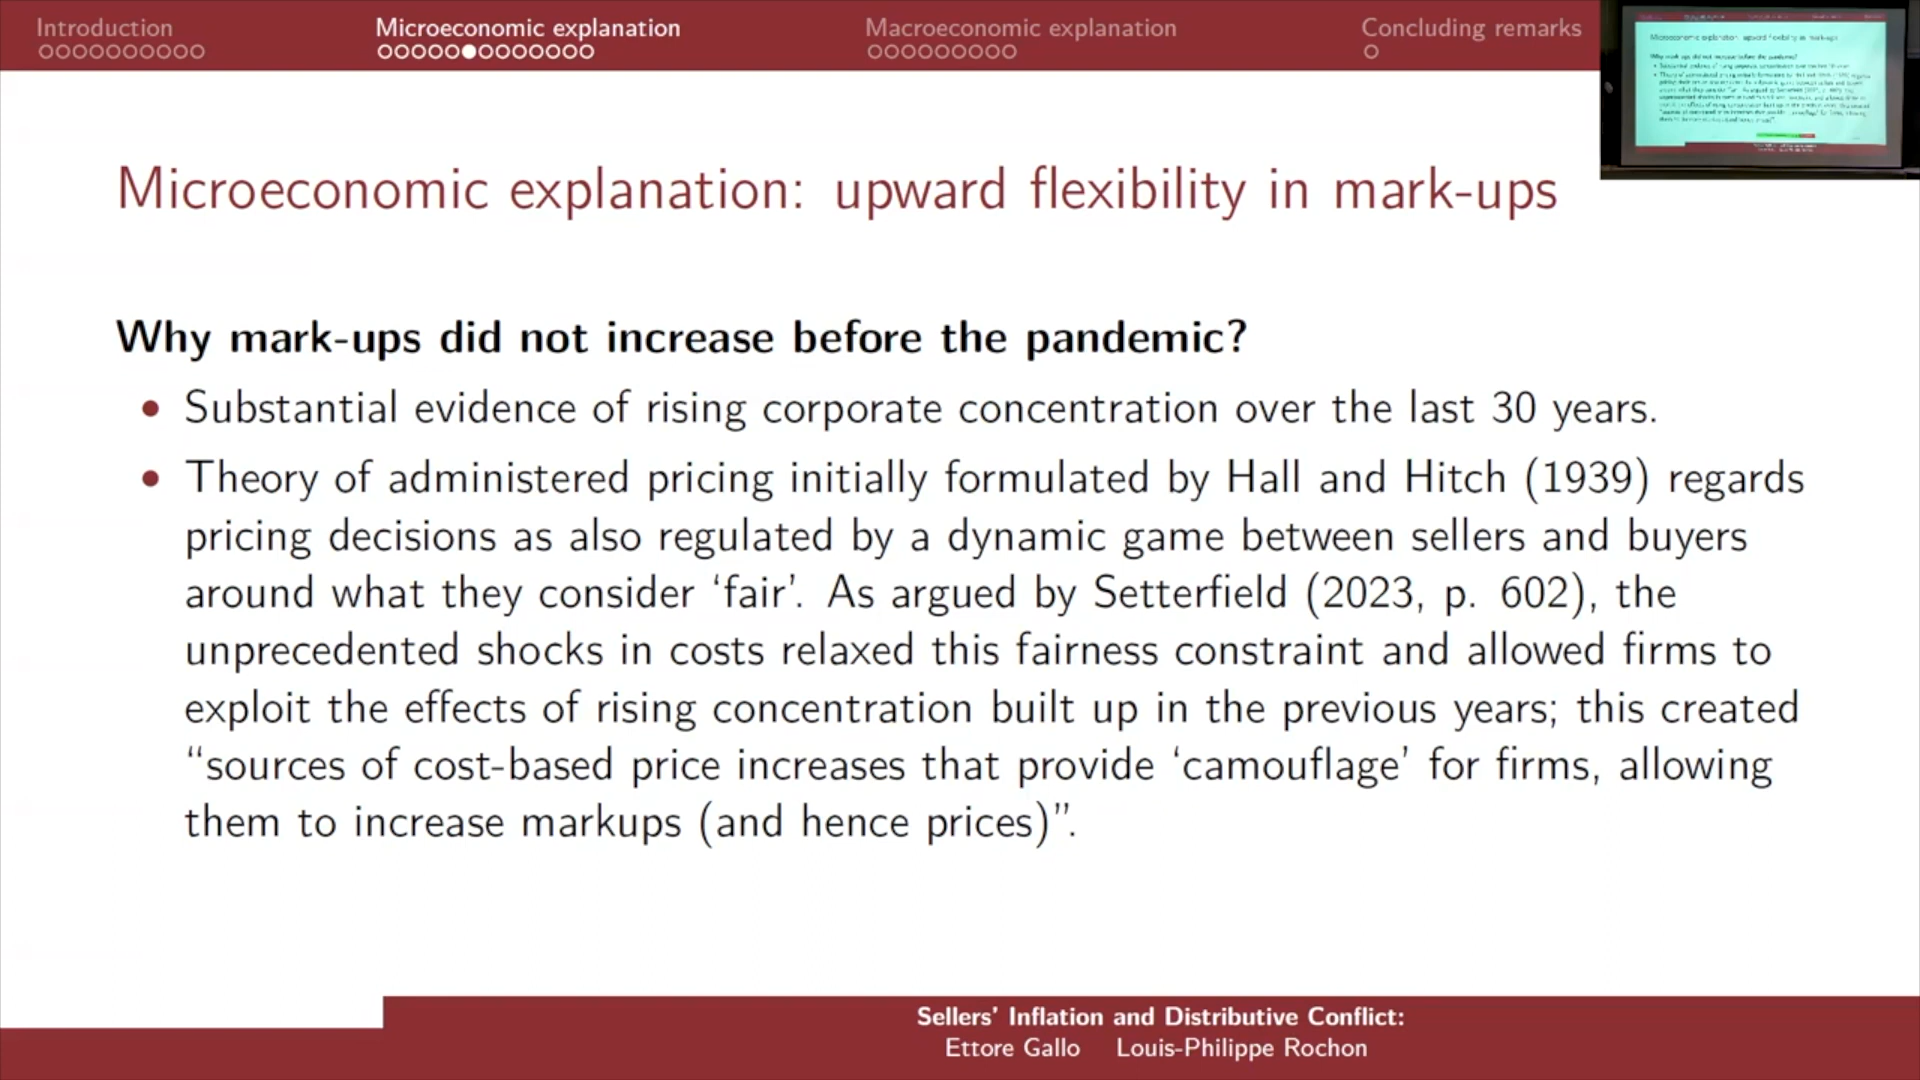 Introduction
Microeconomic explanation
Macroeconomic explanation
Concluding remarks
Microeconomic explanation: upward flexibility in mark-ups
Why mark-ups did not increase before the pandemic?
• Substantial evidence of rising corporate concentration over the last 30 years.
• Theory of administered pricing initially formulated by Hall and Hitch (1939) regards
pricing decisions as also regulated by a dynamic game between sellers and buyers
around what they consider ‘fair’. As argued by Setterfield (2023, p. 602), the
unprecedented shocks in costs relaxed this fairness constraint and allowed firms to
exploit the effects of rising concentration built up in the previous years; this created
“sources of cost-based price increases that provide ‘camouflage’ for firms, allowing
them to increase markups (and hence prices)”.
Sellers’ Inflation and Distributive Conflict:
Ettore Gallo Louis-Philippe Rochon